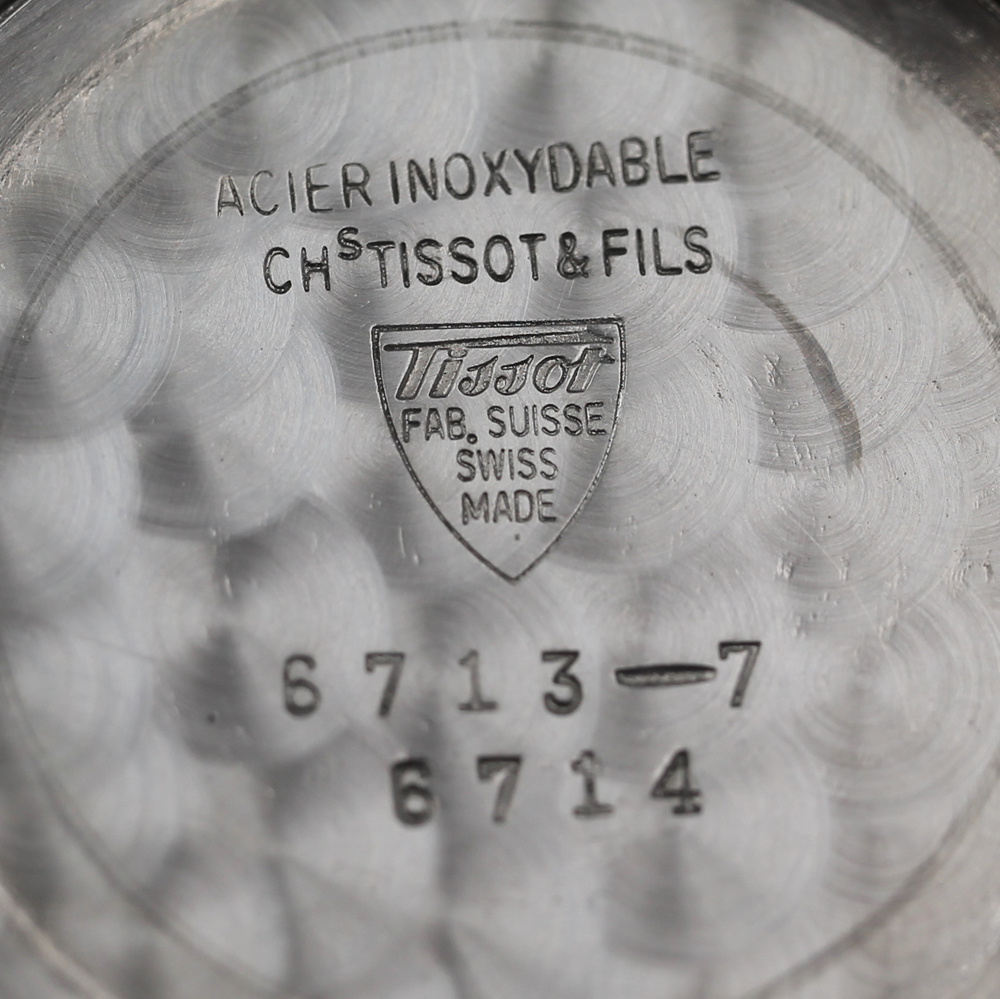 ACIER INOXYDABLE
CHS TISSOT & FILS
Tissot
FAB. SUISSE
SWISS
MADE
6713-7
6714